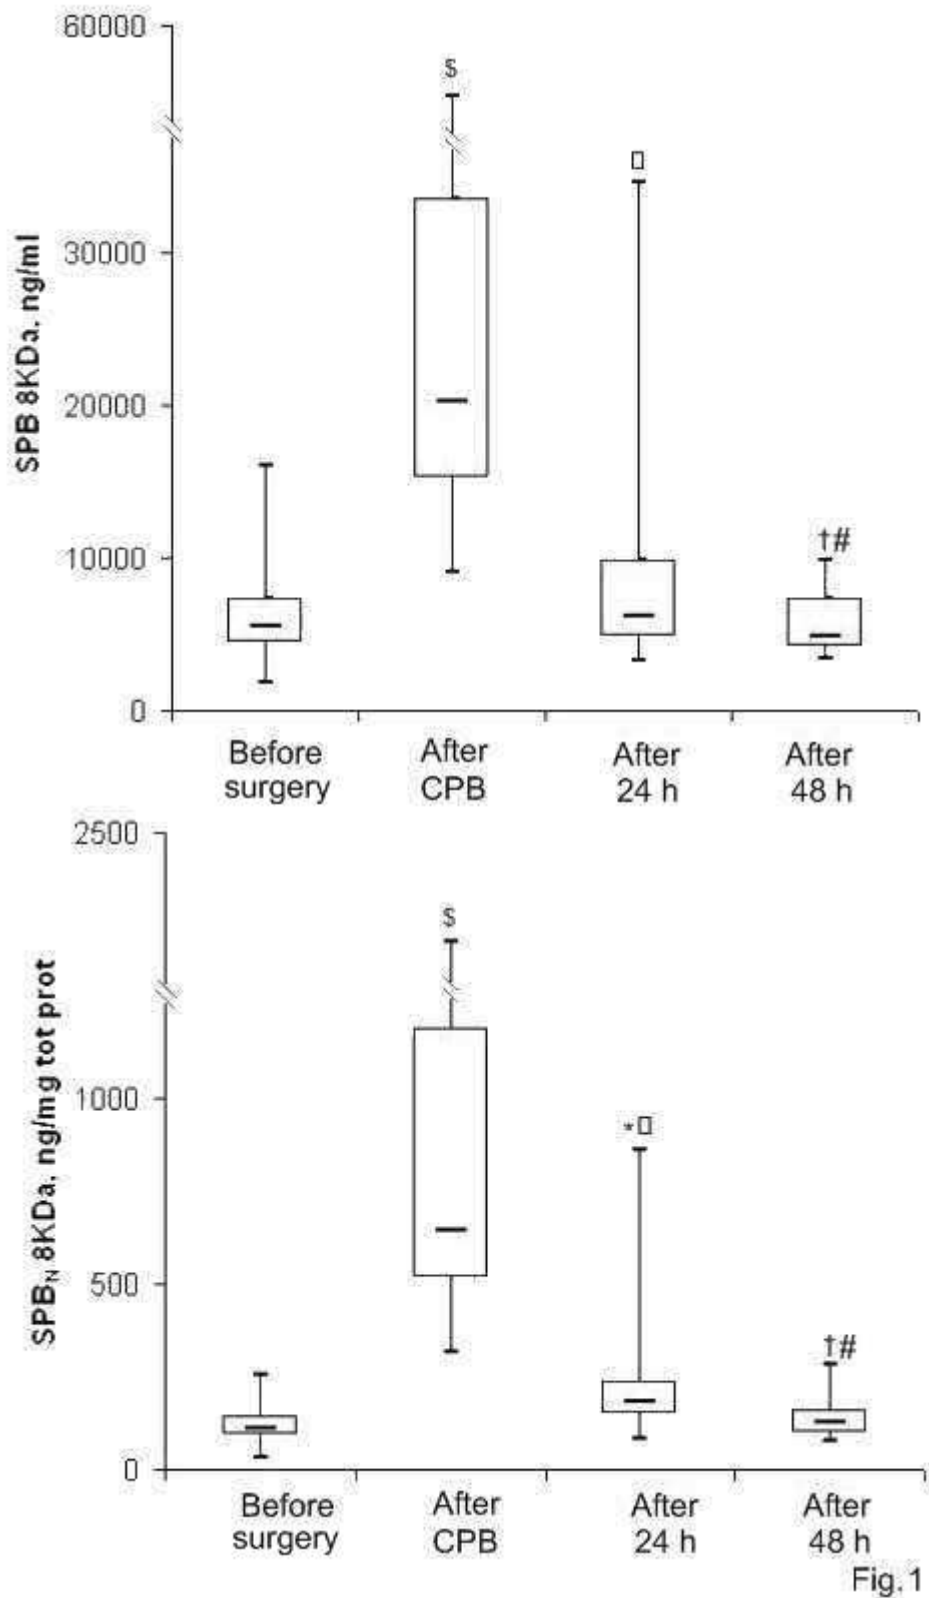 60000
$
30000
20000
10000
†#
0
SPB 8KDa, ng/ml
Before surgery
After CPB
After 24 h
After 48 h
2500
$
1000
*
500
†#
0
SPBN 8KDa, ng/mg tot prot
Before surgery
After CPB
After 24 h
After 48 h
Fig.1